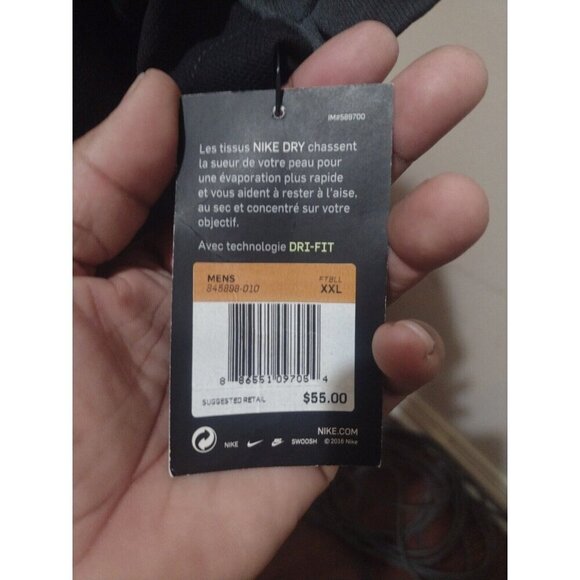 IM#589700
Les tissus NIKE DRY chassent
la sueur de votre peau pour
une évaporation plus rapide
et vous aident à rester à l'aise,
au sec et concentré sur votre
objectif.
Avec technologie DRI-FIT
MENS FTBLL
845898-010 XXL
8 86551 09705 4
SUGGESTED RETAIL $55.00
NIKE.COM
NIKE SWOOSH © 2016 Nike